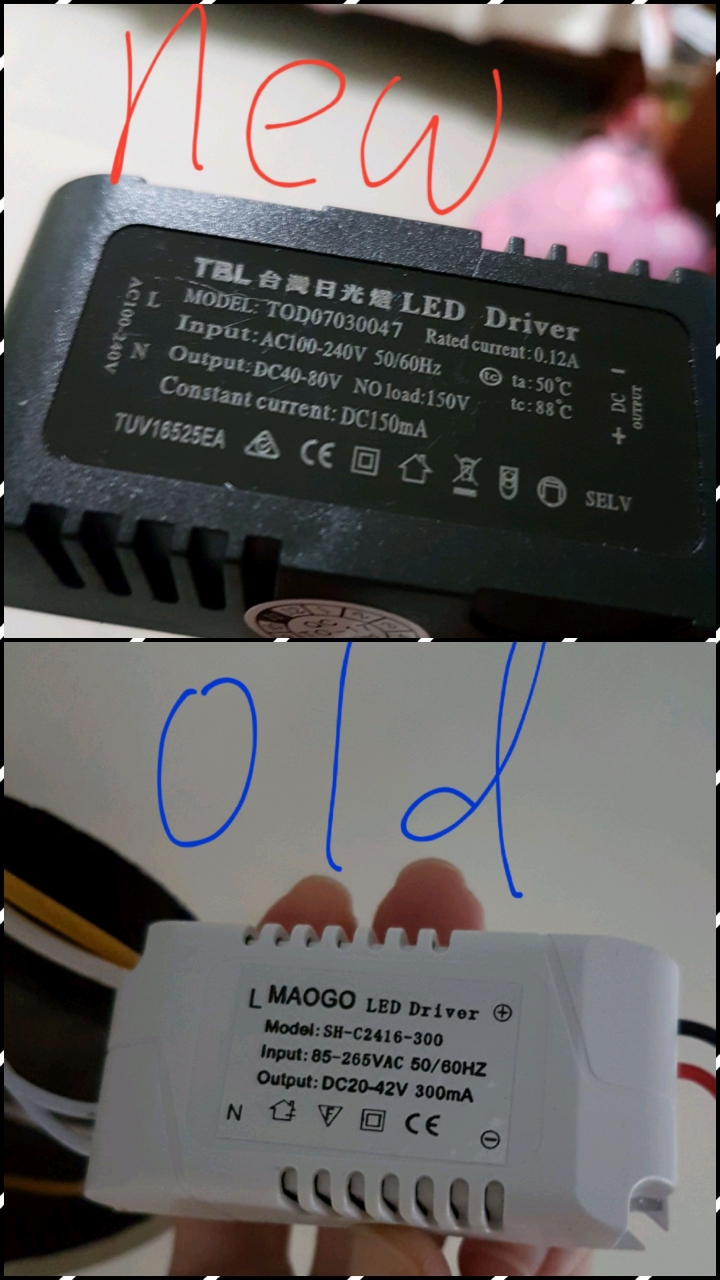 new
TBL 台灣日光燈 LED Driver
MODEL: TOD07030047 Rated current: 0.12A
L
Input: AC100-240V 50/60Hz
tc ta: 50°C
AC100-240V
N
Output: DC40-80V NO load: 150V
tc: 88°C
Constant current: DC150mA
− DC OUTPUT +
TUV16525EA CE SELV
old
L MAOGO LED Driver +
Model: SH-C2416-300
Input: 85-265VAC 50/60HZ
Output: DC20-42V 300mA
N F CE −